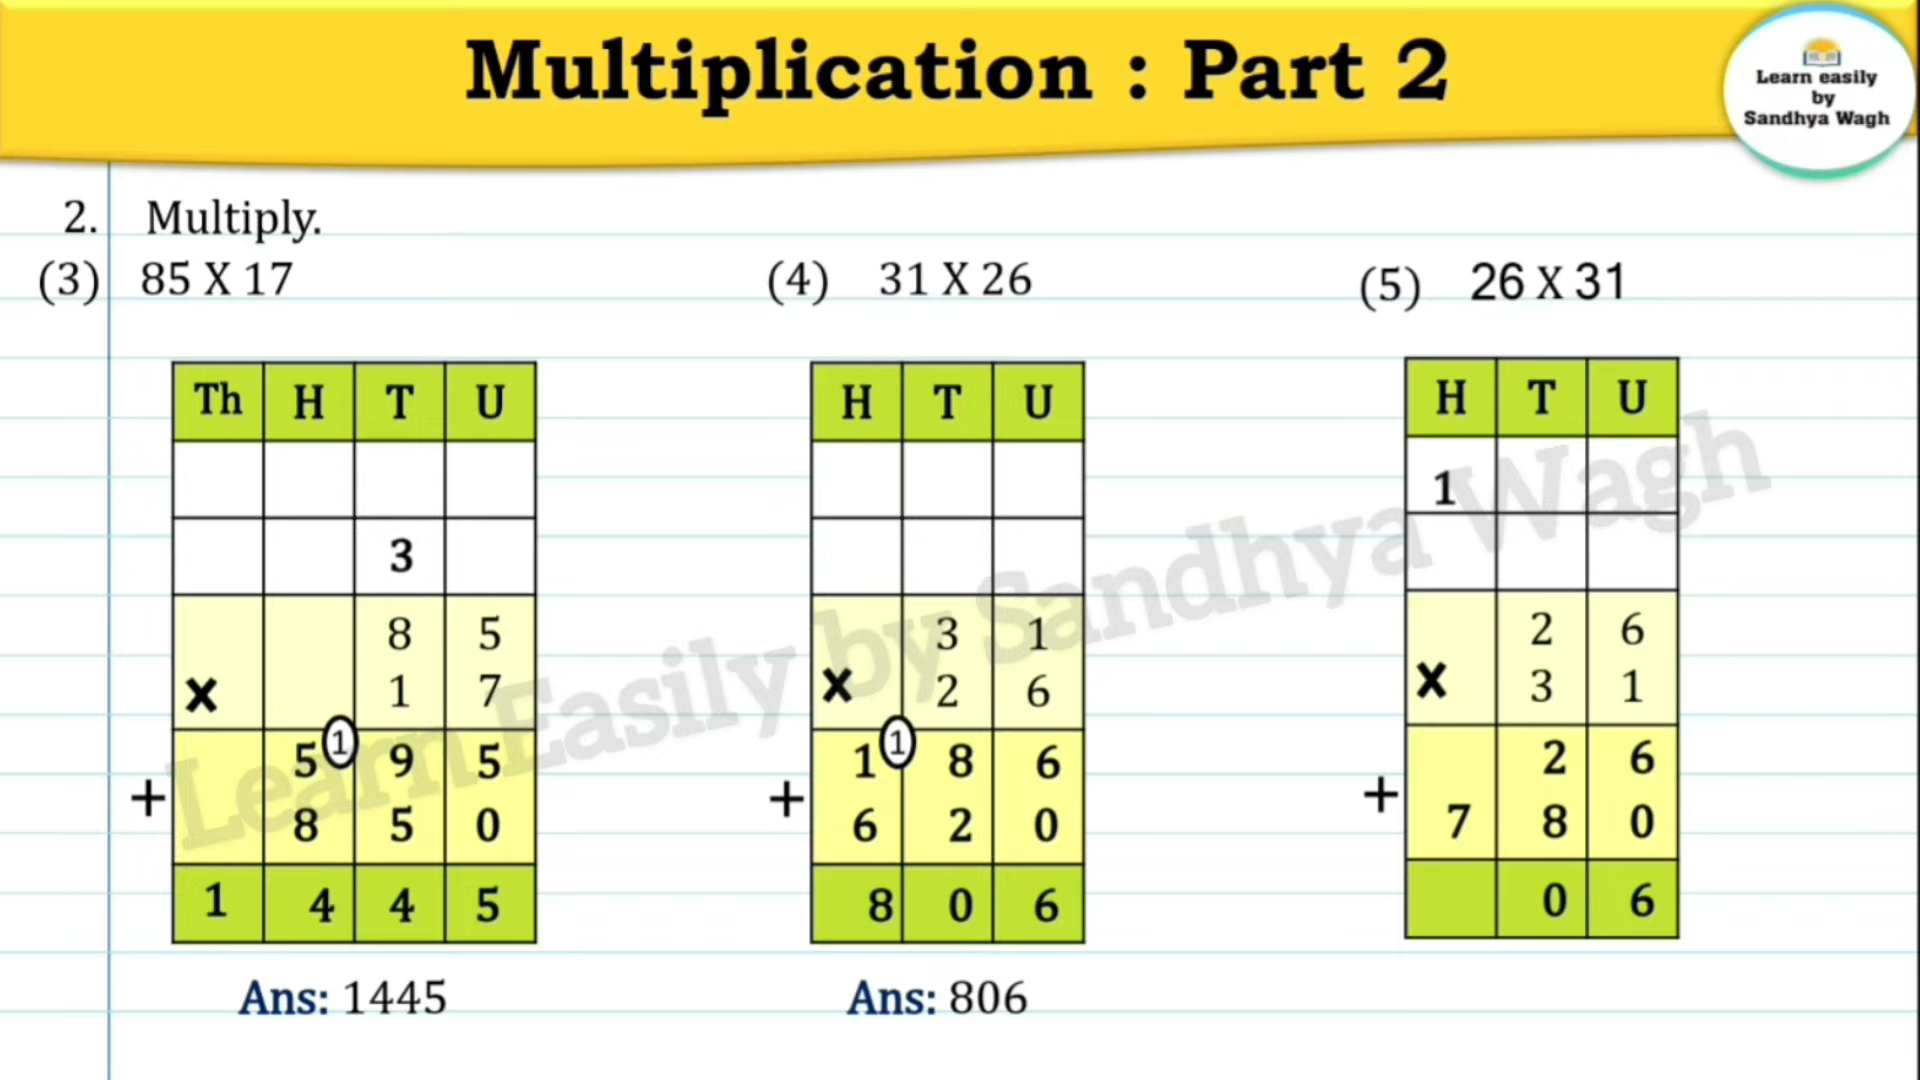 Multiplication : Part 2
Learn easily
by
Sandhya Wagh
2. Multiply.
(3) 85 X 17
(4) 31 X 26
(5) 26 X 31
Th H T U
3
8 5
x 1 7
5 1 9 5
+ 8 5 0
1 4 4 5
Ans: 1445
H T U
3 1
x 2 6
1 1 8 6
+ 6 2 0
8 0 6
Ans: 806
H T U
1
2 6
x 3 1
2 6
+ 7 8 0
0 6
Learn Easily by Sandhya Wagh